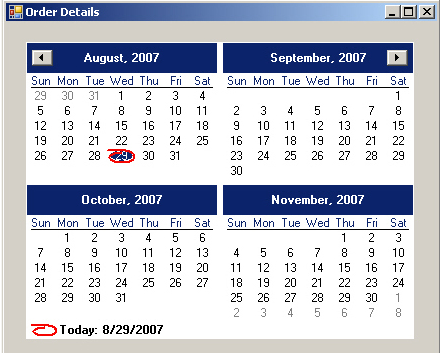 Order Details
August, 2007
Sun Mon Tue Wed Thu Fri Sat
29 30 31 1 2 3 4
5 6 7 8 9 10 11
12 13 14 15 16 17 18
19 20 21 22 23 24 25
26 27 28 29 30 31
September, 2007
Sun Mon Tue Wed Thu Fri Sat
1
2 3 4 5 6 7 8
9 10 11 12 13 14 15
16 17 18 19 20 21 22
23 24 25 26 27 28 29
30
October, 2007
Sun Mon Tue Wed Thu Fri Sat
1 2 3 4 5 6
7 8 9 10 11 12 13
14 15 16 17 18 19 20
21 22 23 24 25 26 27
28 29 30 31
November, 2007
Sun Mon Tue Wed Thu Fri Sat
1 2 3
4 5 6 7 8 9 10
11 12 13 14 15 16 17
18 19 20 21 22 23 24
25 26 27 28 29 30 1
2 3 4 5 6 7 8
Today: 8/29/2007